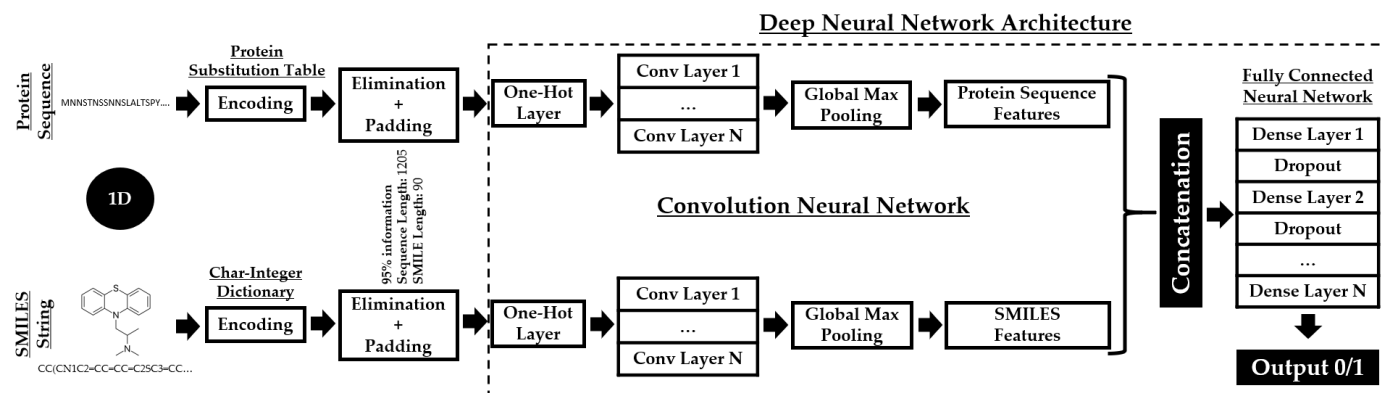 Deep Neural Network Architecture
Protein
Sequence
MNNSTNSSNNSLALTSPY....
Protein
Substitution Table
Encoding
Elimination
+
Padding
One-Hot
Layer
Conv Layer 1
...
Conv Layer N
Global Max
Pooling
Protein Sequence
Features
Fully Connected
Neural Network
Dense Layer 1
Dropout
Dense Layer 2
Dropout
...
Dense Layer N
Concatenation
1D
95% information
Sequence Length: 1205
SMILE Length: 90
Convolution Neural Network
SMILES
String
S
N
N
CC(CN1C2=CC=CC=C2SC3=CC...
Char-Integer
Dictionary
Encoding
Elimination
+
Padding
One-Hot
Layer
Conv Layer 1
...
Conv Layer N
Global Max
Pooling
SMILES
Features
Output 0/1